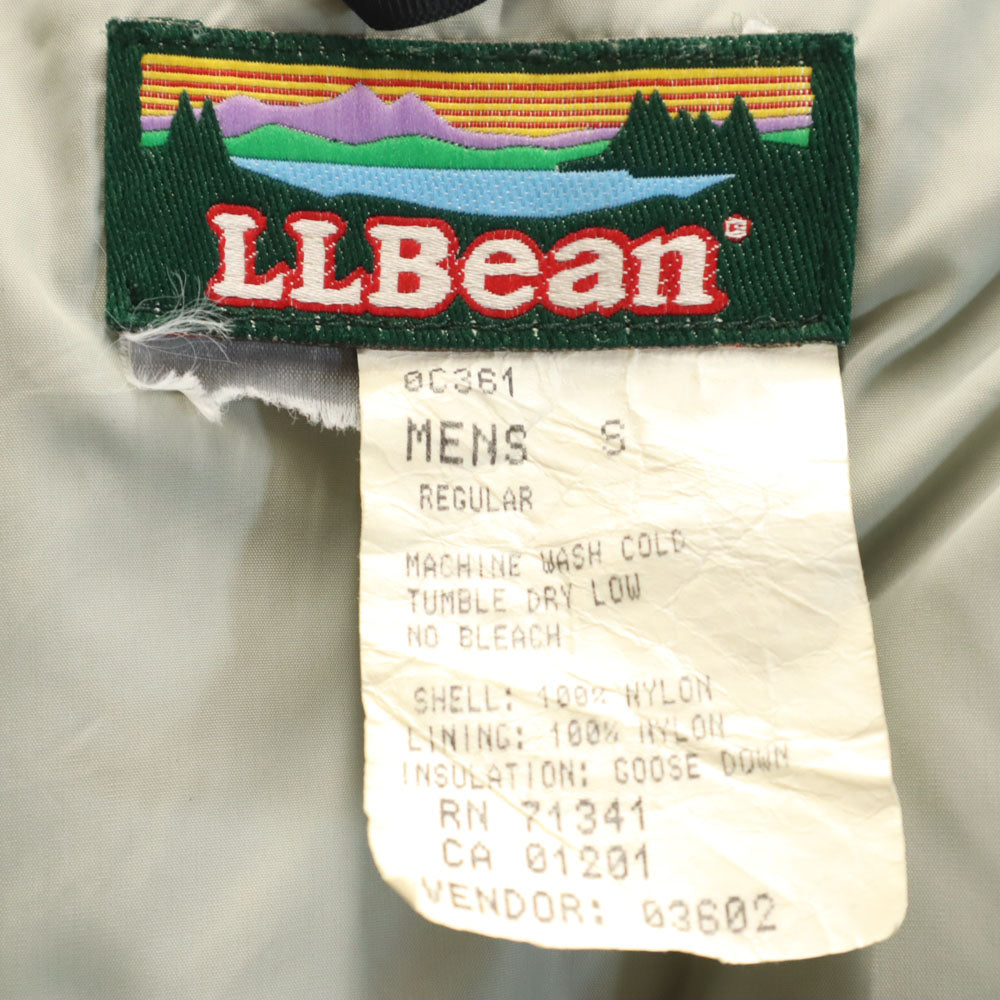 LLBean
0C361
MENS S
REGULAR
MACHINE WASH COLD
TUMBLE DRY LOW
NO BLEACH
SHELL: 100% NYLON
LINING: 100% NYLON
INSULATION: GOOSE DOWN
RN 71341
CA 01201
VENDOR: 03602